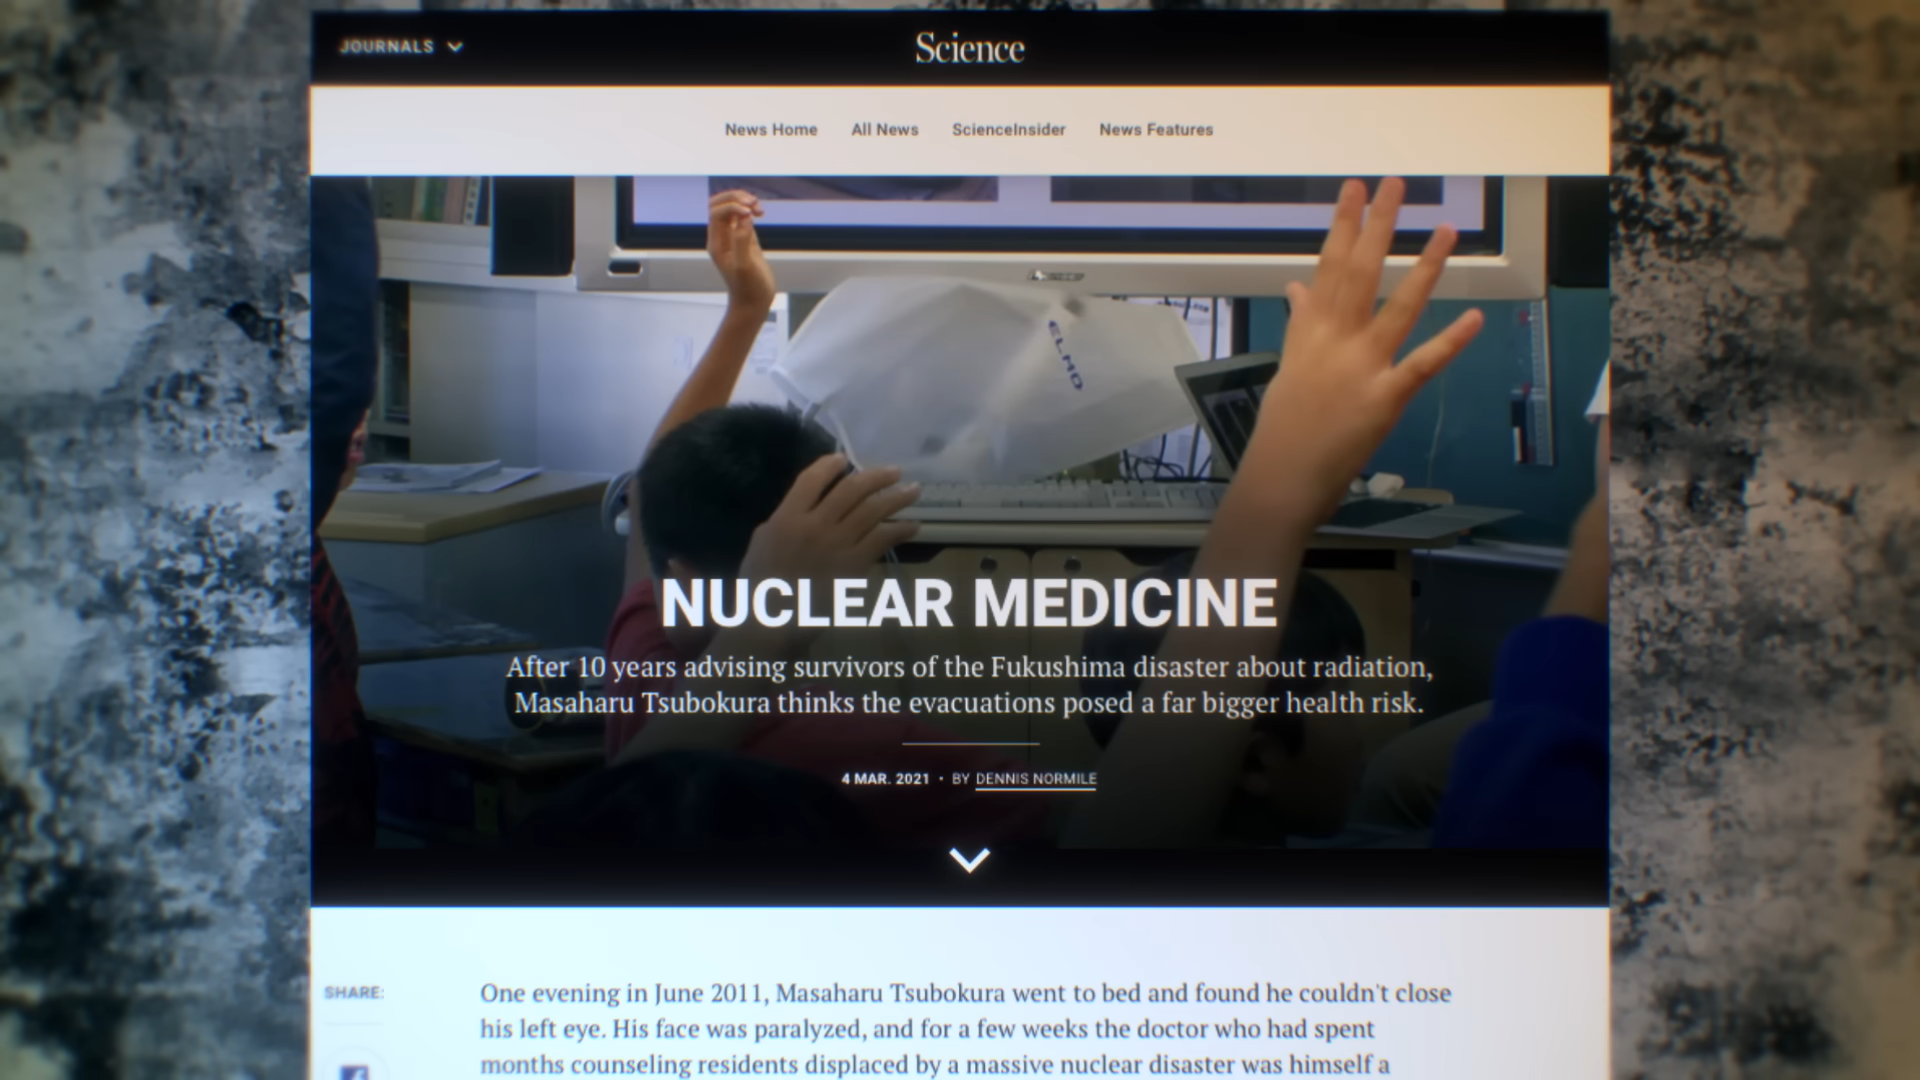 JOURNALS
Science
News Home All News ScienceInsider News Features
ELMO
NUCLEAR MEDICINE
After 10 years advising survivors of the Fukushima disaster about radiation,
Masaharu Tsubokura thinks the evacuations posed a far bigger health risk.
4 MAR. 2021 • BY DENNIS NORMILE
SHARE:
One evening in June 2011, Masaharu Tsubokura went to bed and found he couldn't close
his left eye. His face was paralyzed, and for a few weeks the doctor who had spent
months counseling residents displaced by a massive nuclear disaster was himself a